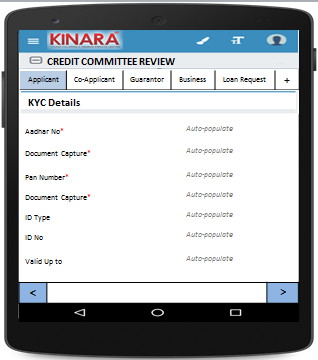 KINARA
CREDIT COMMITTEE REVIEW
Applicant Co-Applicant Guarantor Business Loan Request +
KYC Details
Aadhar No* Auto-populate
Document Capture* Auto-populate
Pan Number* Auto-populate
Document Capture* Auto-populate
ID Type Auto-populate
ID No Auto-populate
Valid Up to Auto-populate
< >